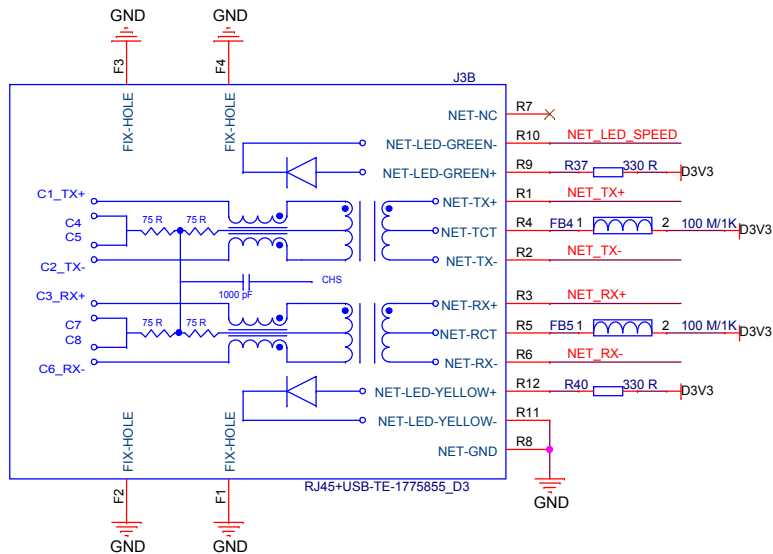 GND GND
F3 F4
J3B
FIX-HOLE FIX-HOLE
NET-NC R7
NET-LED-GREEN- R10 NET_LED_SPEED
NET-LED-GREEN+ R9 R37 330 R D3V3
C1_TX+ NET-TX+ R1 NET_TX+
C4 75 R 75 R NET-TCT R4 FB4 1 2 100 M/1K D3V3
C5
C2_TX- NET-TX- R2 NET_TX-
1000 pF CHS
C3_RX+ NET-RX+ R3 NET_RX+
C7 75 R 75 R NET-RCT R5 FB5 1 2 100 M/1K D3V3
C8
C6_RX- NET-RX- R6 NET_RX-
NET-LED-YELLOW+ R12 R40 330 R D3V3
NET-LED-YELLOW- R11
FIX-HOLE FIX-HOLE
NET-GND R8
RJ45+USB-TE-1775855_D3
F2 F1
GND
GND GND